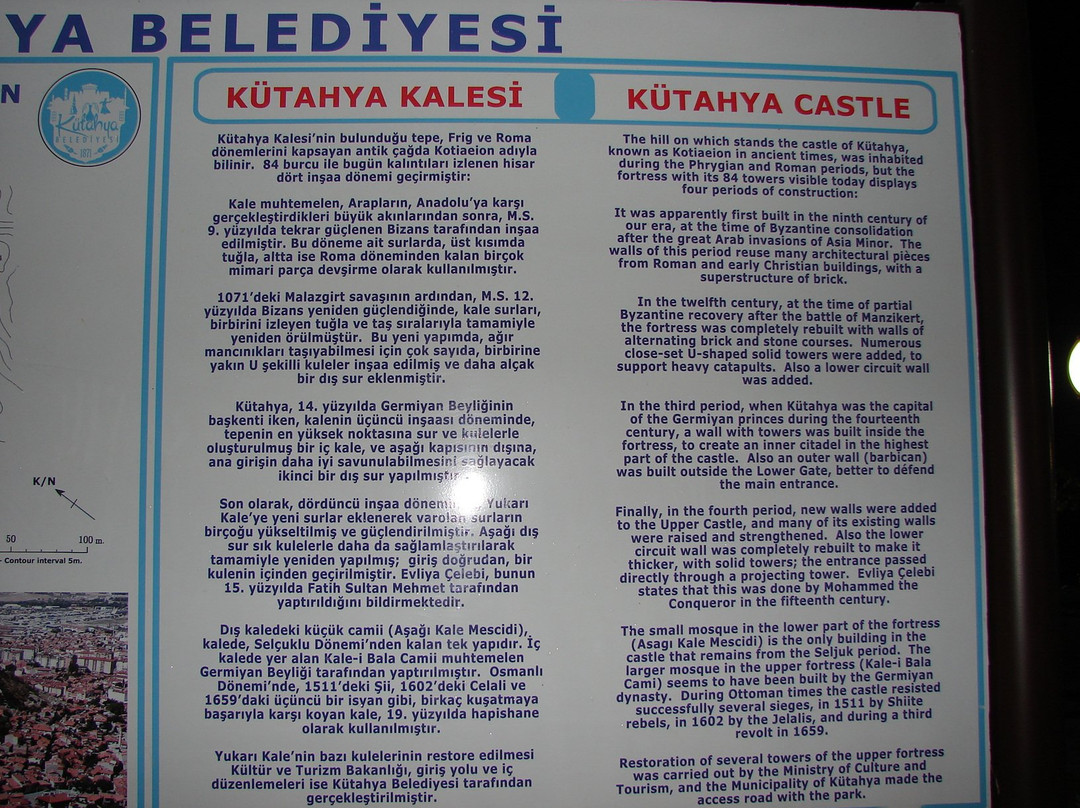 YA BELEDİYESİ
N
Kütahya
BELEDİYESİ
1871
K/N
50 100 m.
- Contour interval 5m.
KÜTAHYA KALESİ
Kütahya Kalesi'nin bulunduğu tepe, Frig ve Roma
dönemlerini kapsayan antik çağda Kotiaeion adıyla
bilinir. 84 burcu ile bugün kalıntıları izlenen hisar
dört inşaa dönemi geçirmiştir:
Kale muhtemelen, Arapların, Anadolu'ya karşı
gerçekleştirdikleri büyük akınlarından sonra, M.S.
9. yüzyılda tekrar güçlenen Bizans tarafından inşaa
edilmiştir. Bu döneme ait surlarda, üst kısımda
tuğla, altta ise Roma döneminden kalan birçok
mimari parça devşirme olarak kullanılmıştır.
1071'deki Malazgirt savaşının ardından, M.S. 12.
yüzyılda Bizans yeniden güçlendiğinde, kale surları,
birbirini izleyen tuğla ve taş sıralarıyla tamamiyle
yeniden örülmüştür. Bu yeni yapımda, ağır
mancınıkları taşıyabilmesi için çok sayıda, birbirine
yakın U şekilli kuleler inşaa edilmiş ve daha alçak
bir dış sur eklenmiştir.
Kütahya, 14. yüzyılda Germiyan Beyliğinin
başkenti iken, kalenin üçüncü inşaası döneminde,
tepenin en yüksek noktasına sur ve kulelerle
oluşturulmuş bir iç kale, ve aşağı kapısının dışına,
ana girişin daha iyi savunulabilmesini sağlayacak
ikinci bir dış sur yapılmıştır.
Son olarak, dördüncü inşaa Yukarı
Kale'ye yeni surlar eklenerek varolan surların
birçoğu yükseltilmiş ve güçlendirilmiştir. Aşağı dış
sur sık kulelerle daha da sağlamlaştırılarak
tamamiyle yeniden yapılmış; giriş doğrudan, bir
kulenin içinden geçirilmiştir. Evliya Çelebi, bunun
15. yüzyılda Fatih Sultan Mehmet tarafından
yaptırıldığını bildirmektedir.
Dış kaledeki küçük camii (Aşağı Kale Mescidi),
kalede, Selçuklu Dönemi'nden kalan tek yapıdır. İç
kalede yer alan Kale-i Bala Camii muhtemelen
Germiyan Beyliği tarafından yaptırılmıştır. Osmanlı
Dönemi'nde, 1511'deki Şii, 1602'deki Celali ve
1659'daki üçüncü bir isyan gibi, birkaç kuşatmaya
başarıyla karşı koyan kale, 19. yüzyılda hapishane
olarak kullanılmıştır.
Yukarı Kale'nin bazı kulelerinin restore edilmesi
Kültür ve Turizm Bakanlığı, giriş yolu ve iç
düzenlemeleri ise Kütahya Belediyesi tarafından
gerçekleştirilmiştir.
KÜTAHYA CASTLE
The hill on which stands the castle of Kütahya,
known as Kotiaeion in ancient times, was inhabited
during the Phrygian and Roman periods, but the
fortress with its 84 towers visible today displays
four periods of construction:
It was apparently first built in the ninth century of
our era, at the time of Byzantine consolidation
after the great Arab invasions of Asia Minor. The
walls of this period reuse many architectural pièces
from Roman and early Christian buildings, with a
superstructure of brick.
In the twelfth century, at the time of partial
Byzantine recovery after the battle of Manzikert,
the fortress was completely rebuilt with walls of
alternating brick and stone courses. Numerous
close-set U-shaped solid towers were added, to
support heavy catapults. Also a lower circuit wall
was added.
In the third period, when Kütahya was the capital
of the Germiyan princes during the fourteenth
century, a wall with towers was built inside the
fortress, to create an inner citadel in the highest
part of the castle. Also an outer wall (barbican)
was built outside the Lower Gate, better to défend
the main entrance.
Finally, in the fourth period, new walls were added
to the Upper Castle, and many of its existing walls
were raised and strengthened. Also the lower
circuit wall was completely rebuilt to make it
thicker, with solid towers; the entrance passed
directly through a projecting tower. Evliya Çelebi
states that this was done by Mohammed the
Conqueror in the fifteenth century.
The small mosque in the lower part of the fortress
(Asagı Kale Mescidi) is the only building in the
castle that remains from the Seljuk period. The
larger mosque in the upper fortress (Kale-i Bala
Cami) seems to have been built by the Germiyan
dynasty. During Ottoman times the castle resisted
successfully several sieges, in 1511 by Shiite
rebels, in 1602 by the Jelalis, and during a third
revolt in 1659.
Restoration of several towers of the upper fortress
was carried out by the Ministry of Culture and
Tourism, and the Municipality of Kütahya made the
access road with the park.